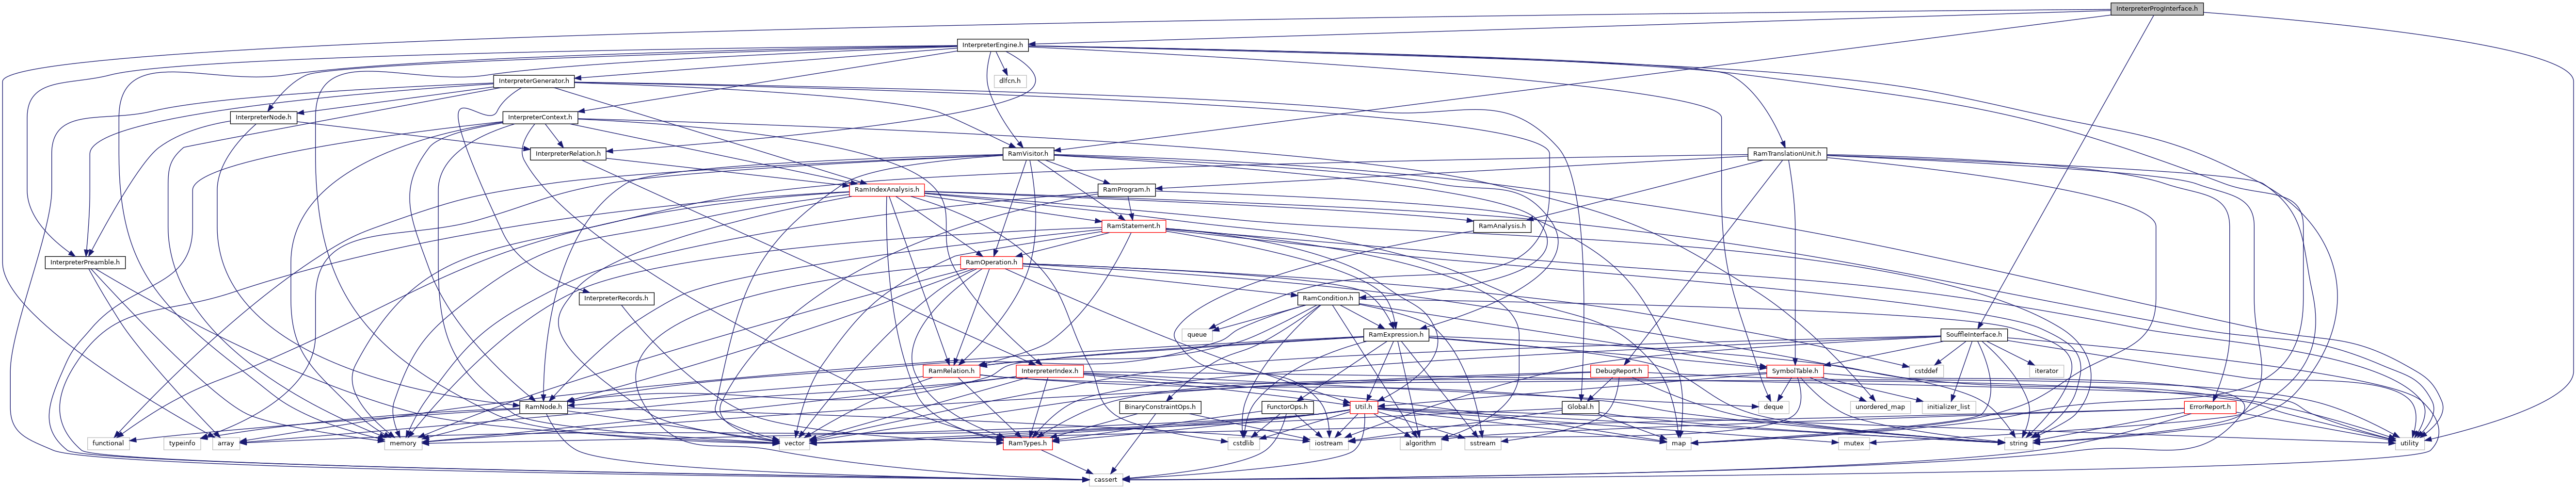 InterpreterProgInterface.h
InterpreterEngine.h
InterpreterGenerator.h
dlfcn.h
InterpreterNode.h
InterpreterContext.h
InterpreterRelation.h
RamVisitor.h
RamTranslationUnit.h
RamIndexAnalysis.h
RamProgram.h
RamStatement.h
RamAnalysis.h
InterpreterPreamble.h
RamOperation.h
InterpreterRecords.h
RamCondition.h
queue
RamExpression.h
SouffleInterface.h
RamRelation.h
InterpreterIndex.h
DebugReport.h
SymbolTable.h
cstddef
iterator
RamNode.h
BinaryConstraintOps.h
FunctorOps.h
Util.h
Global.h
deque
unordered_map
initializer_list
ErrorReport.h
functional
typeinfo
array
memory
vector
RamTypes.h
cstdlib
iostream
algorithm
sstream
map
mutex
string
utility
cassert